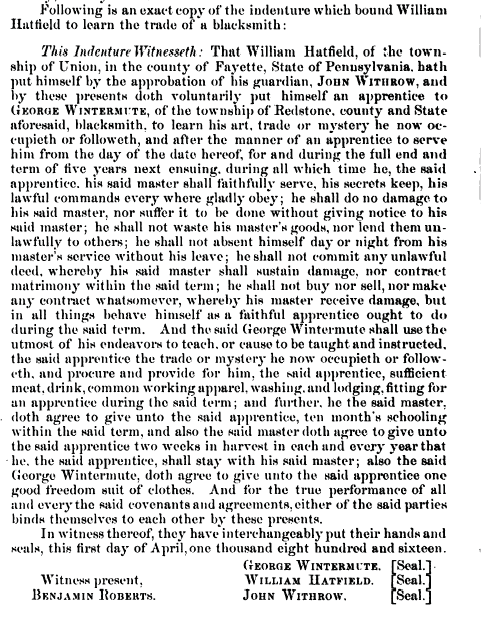 Following is an exact copy of the indenture which bound William
Hatfield to learn the trade of a blacksmith:
This Indenture Witnesseth: That William Hatfield, of the town-
ship of Union, in the county of Fayette, State of Pennsylvania, hath
put himself by the approbation of his guardian, JOHN WITHROW, and
by these presents doth voluntarily put himself an apprentice to
GEORGE WINTERMUTE, of the township of Redstone, county and State
aforesaid, blacksmith, to learn his art, trade or mystery he now oc-
cupieth or followeth, and after the manner of an apprentice to serve
him from the day of the date hereof, for and during the full end and
term of five years next ensuing, during all which time he, the said
apprentice, his said master shall faithfully serve, his secrets keep, his
lawful commands every where gladly obey; he shall do no damage to
his said master, nor suffer it to be done without giving notice to his
said master; he shall not waste his master's goods, nor lend them un-
lawfully to others; he shall not absent himself day or night from his
master's service without his leave; he shall not commit any unlawful
deed, whereby his said master shall sustain damage, nor contract
matrimony within the said term; he shall not buy nor sell, nor make
any contract whatsomever, whereby his master receive damage, but
in all things behave himself as a faithful apprentice ought to do
during the said term. And the said George Wintermute shall use the
utmost of his endeavors to teach, or cause to be taught and instructed,
the said apprentice the trade or mystery he now occupieth or follow-
eth, and procure and provide for him, the said apprentice, sufficient
meat, drink, common working apparel, washing, and lodging, fitting for
an apprentice during the said term; and further, he the said master,
doth agree to give unto the said apprentice, ten month's schooling
within the said term, and also the said master doth agree to give unto
the said apprentice two weeks in harvest in each and every year that
he, the said apprentice, shall stay with his said master; also the said
George Wintermute, doth agree to give unto the said apprentice one
good freedom suit of clothes. And for the true performance of all
and every the said covenants and agreements, either of the said parties
binds themselves to each other by these presents.
In witness thereof, they have interchangeably put their hands and
seals, this first day of April, one thousand eight hundred and sixteen.
GEORGE WINTERMUTE. [Seal.]
Witness present, WILLIAM HATFIELD. [Seal.]
BENJAMIN ROBERTS. JOHN WITHROW. [Seal.]